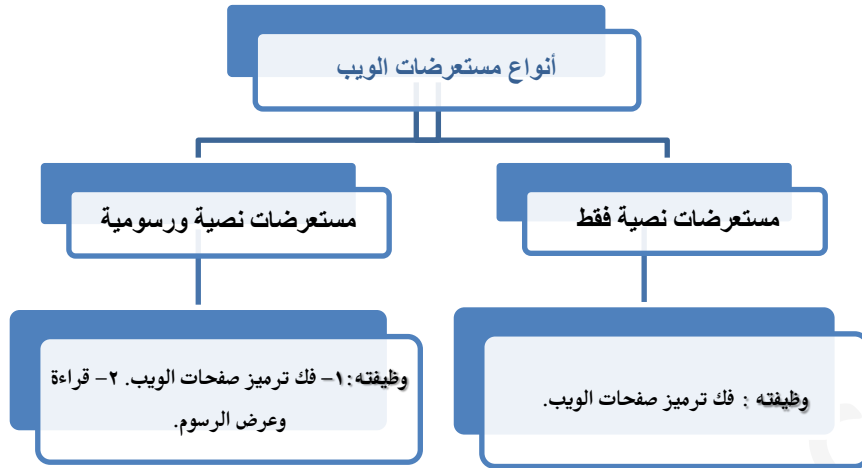 أنواع مستعرضات الويب
مستعرضات نصية فقط
مستعرضات نصية ورسومية
وظيفته : فك ترميز صفحات الويب.
وظيفته:١- فك ترميز صفحات الويب. ٢- قراءة
وعرض الرسوم.